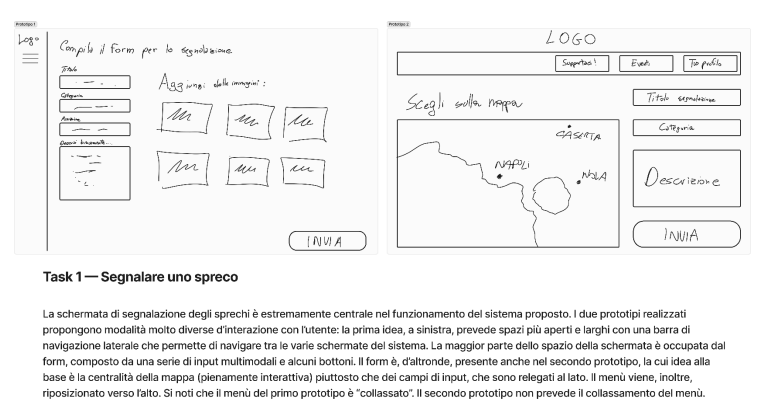 Prototipo 1
Logo
Compila il form per la segnalazione
Titolo
Categoria
Descrivi brevemente...
Aggiungi delle immagini:
INVIA
Prototipo 2
LOGO
Supportaci!
Eventi
Tuo profilo
Scegli sulla mappa
CASERTA
NAPOLI
NOLA
Titolo segnalazione
Categoria
Descrizione
INVIA
Task 1 — Segnalare uno spreco
La schermata di segnalazione degli sprechi è estremamente centrale nel funzionamento del sistema proposto. I due prototipi realizzati
propongono modalità molto diverse d'interazione con l'utente: la prima idea, a sinistra, prevede spazi più aperti e larghi con una barra di
navigazione laterale che permette di navigare tra le varie schermate del sistema. La maggior parte dello spazio della schermata è occupata dal
form, composto da una serie di input multimodali e alcuni bottoni. Il form è, d'altronde, presente anche nel secondo prototipo, la cui idea alla
base è la centralità della mappa (pienamente interattiva) piuttosto che dei campi di input, che sono relegati al lato. Il menù viene, inoltre,
riposizionato verso l'alto. Si noti che il menù del primo prototipo è "collassato". Il secondo prototipo non prevede il collassamento del menù.